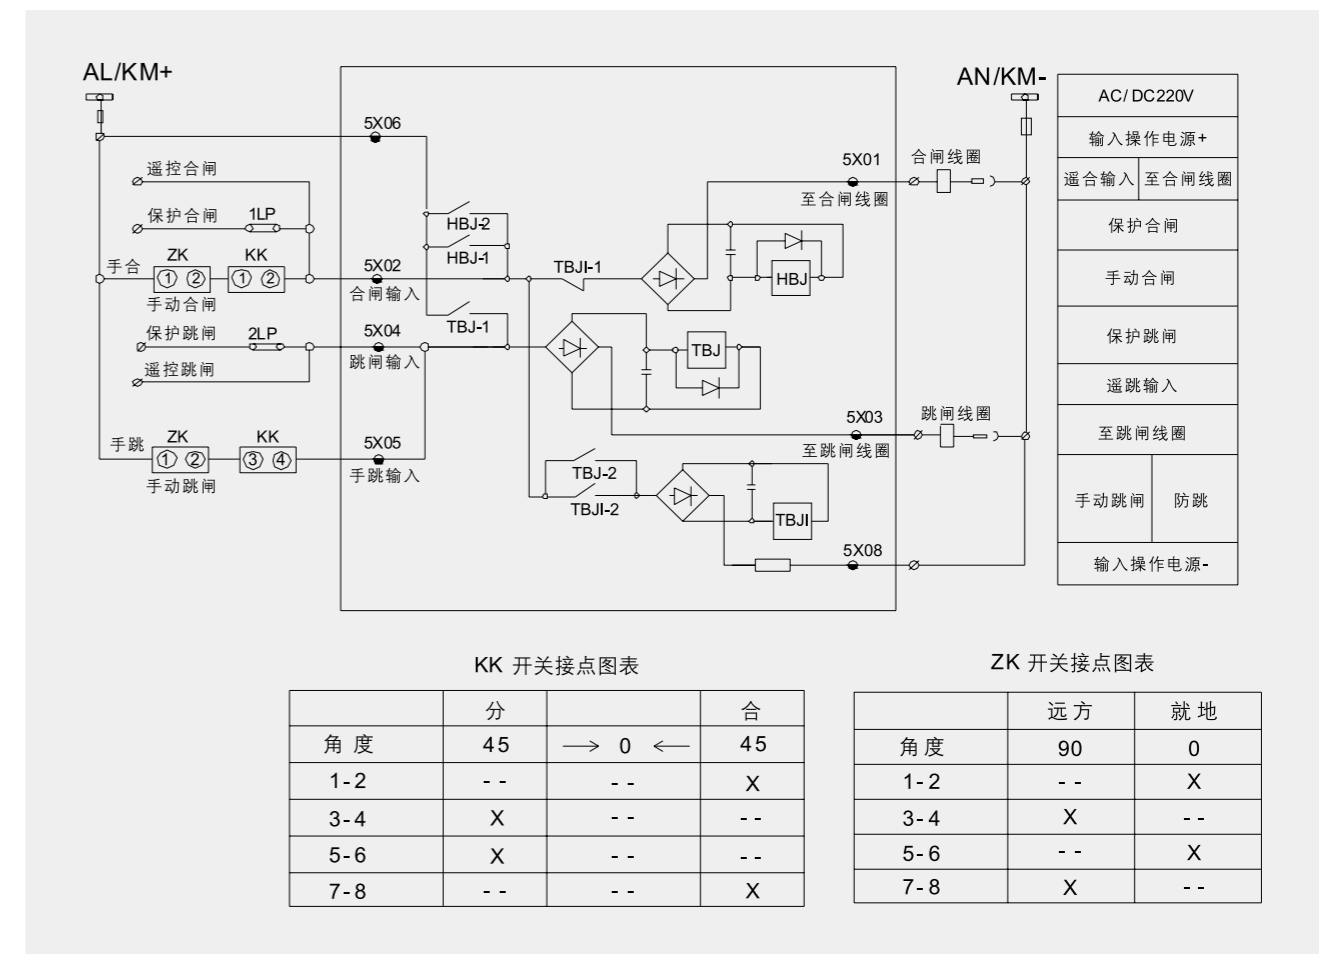 AL/KM+
AN/KM-
5X06
遥控合闸
保护合闸
1LP
手合
ZK
① ②
KK
① ②
手动合闸
5X02
合闸输入
保护跳闸
2LP
5X04
跳闸输入
遥控跳闸
手跳
ZK
① ②
KK
③ ④
手动跳闸
5X05
手跳输入
HBJ-2
HBJ-1
TBJ-1
TBJI-1
HBJ
TBJ
TBJ-2
TBJI-2
TBJI
5X01
至合闸线圈
合闸线圈
5X03
至跳闸线圈
跳闸线圈
5X08
AC/DC220V
输入操作电源+
遥合输入 至合闸线圈
保护合闸
手动合闸
保护跳闸
遥跳输入
至跳闸线圈
手动跳闸 防跳
输入操作电源-
KK 开关接点图表
分 合
角度 45 → 0 ← 45
1-2 -- -- X
3-4 X -- --
5-6 X -- --
7-8 -- -- X
ZK 开关接点图表
远方 就地
角度 90 0
1-2 -- X
3-4 X --
5-6 -- X
7-8 X --